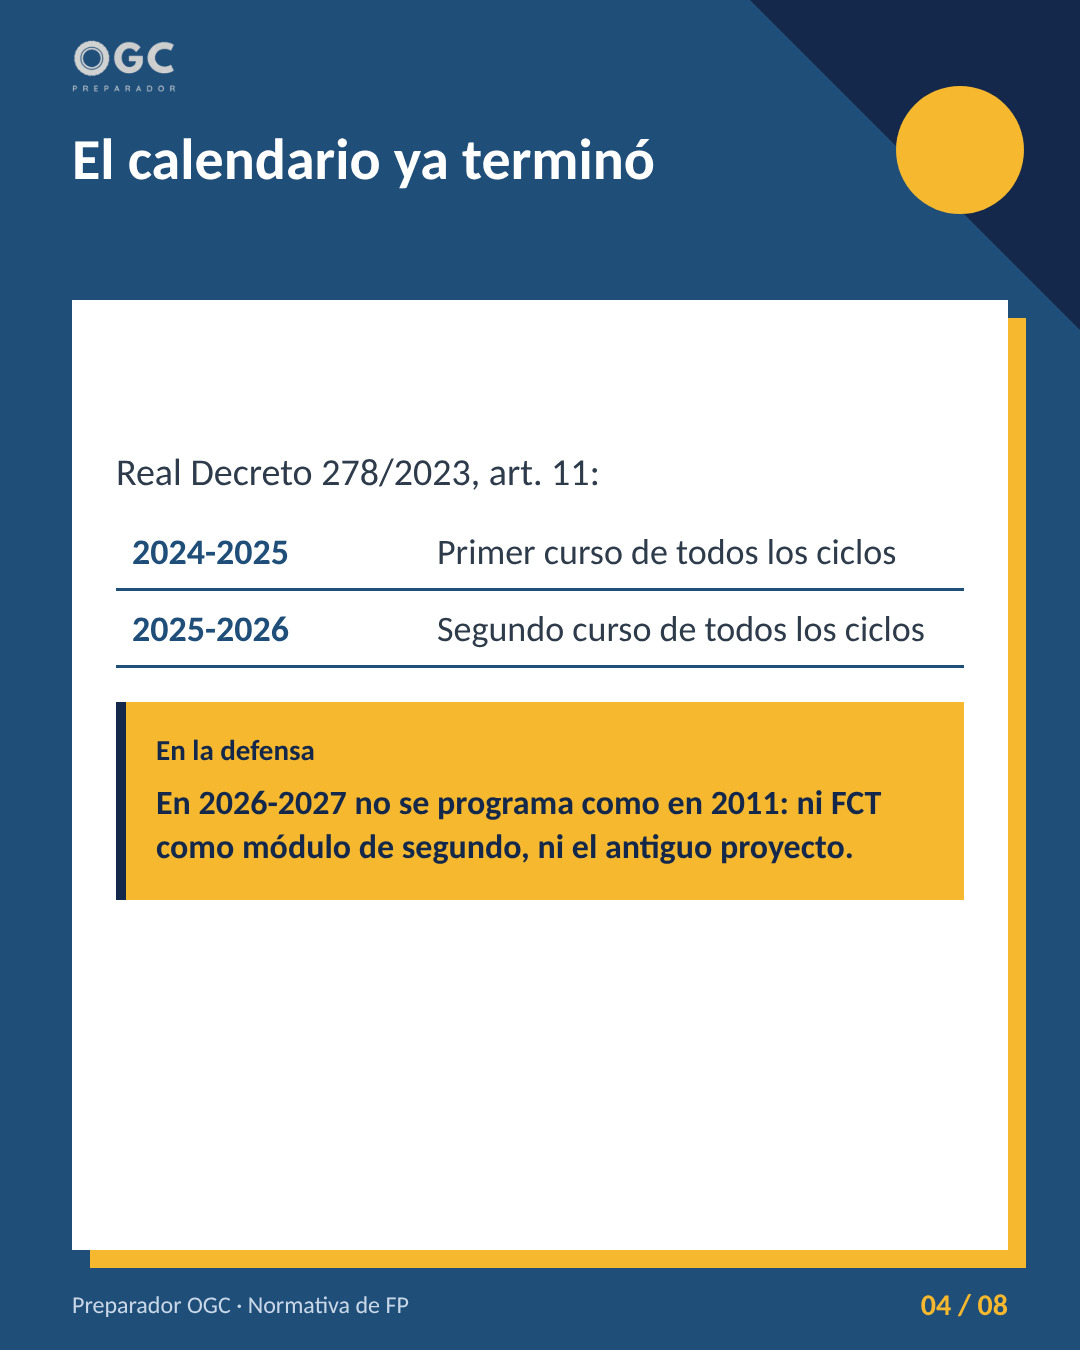 OGC
PREPARADOR
El calendario ya terminó
Real Decreto 278/2023, art. 11:
2024-2025 Primer curso de todos los ciclos
2025-2026 Segundo curso de todos los ciclos
En la defensa
En 2026-2027 no se programa como en 2011: ni FCT
como módulo de segundo, ni el antiguo proyecto.
Preparador OGC · Normativa de FP
04 / 08